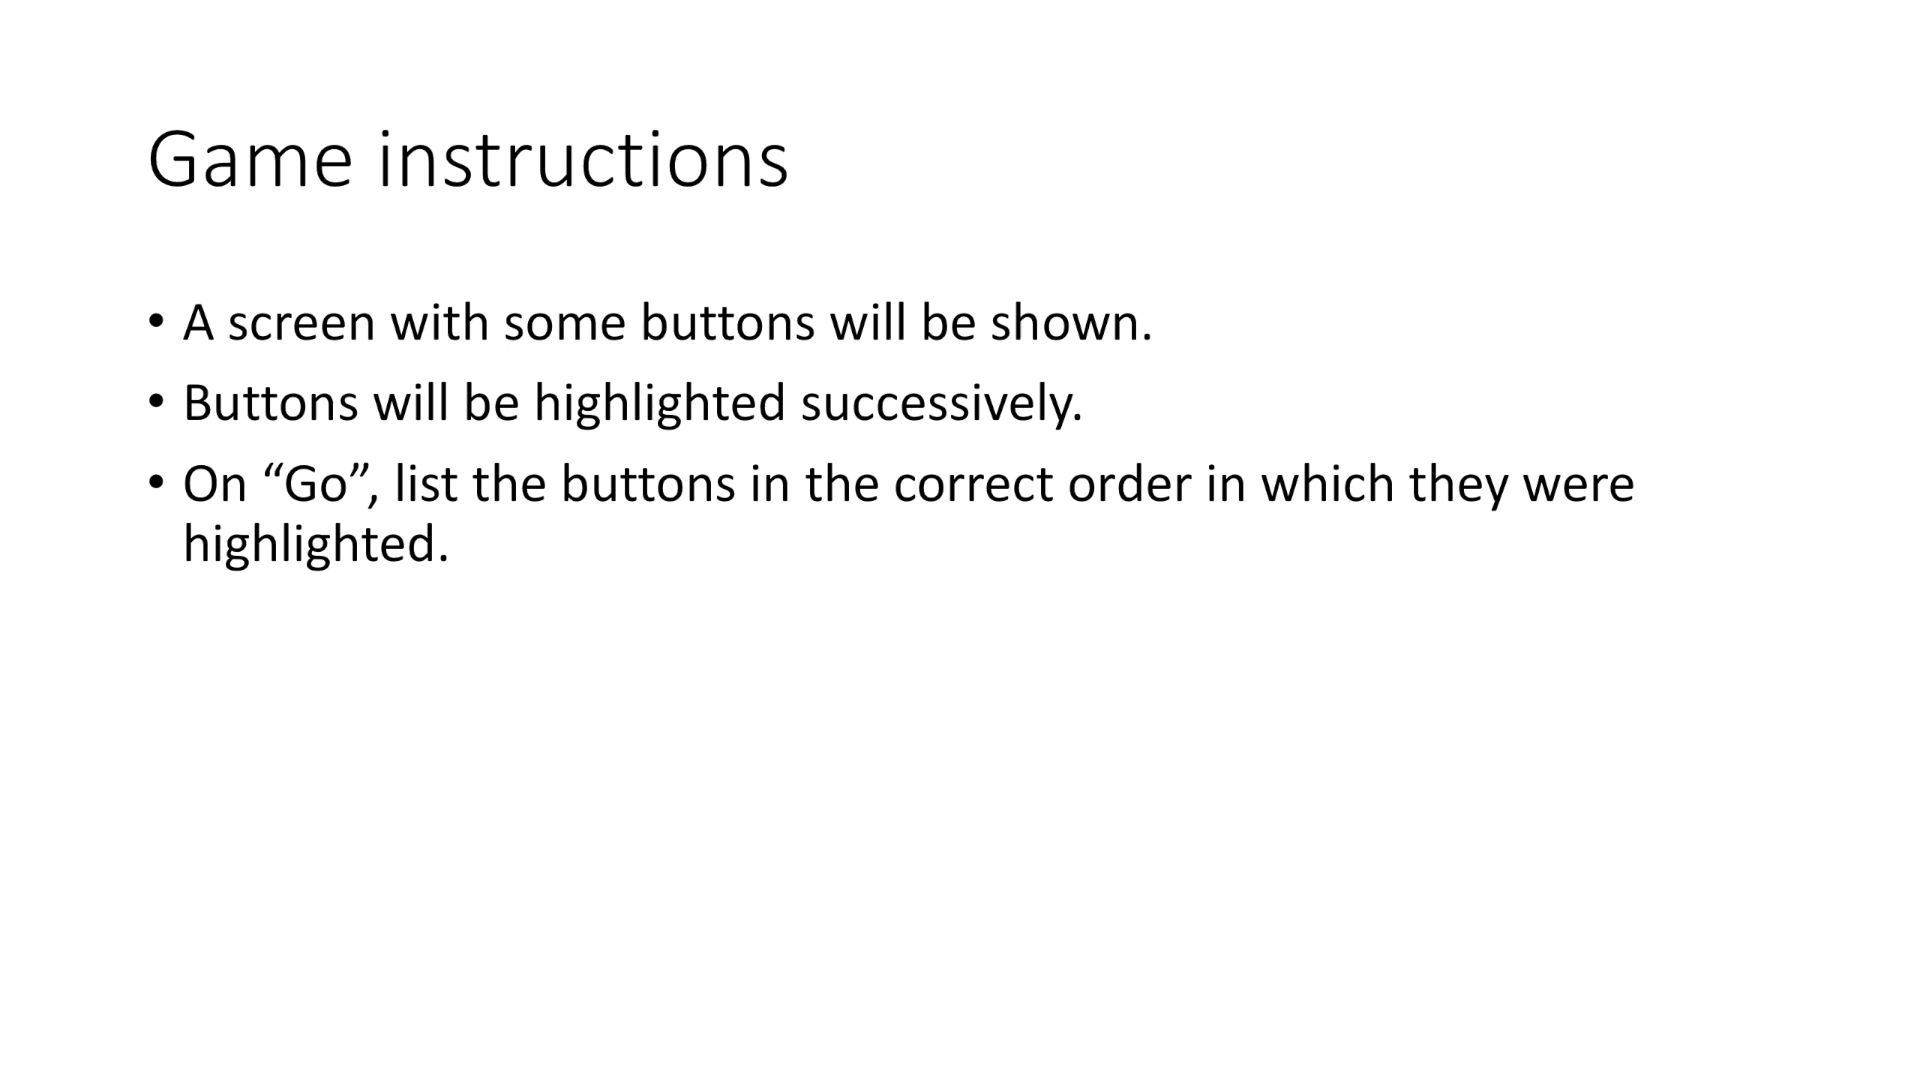 Game instructions
• A screen with some buttons will be shown.
• Buttons will be highlighted successively.
• On “Go”, list the buttons in the correct order in which they were
highlighted.